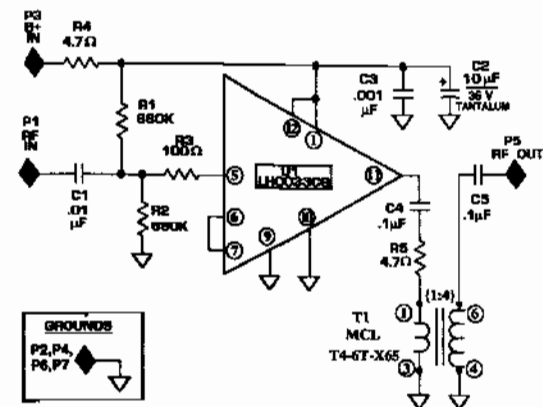 P3
B+
IN
R4
4.7Ω
P1
RF
IN
R1
680K
R3
100Ω
C1
.01
µF
R2
680K
C3
.001
µF
+
C2
10 µF
35 V
TANTALUM
P5
RF OUT
C5
.1µF
12
1
5
U1
LH0033CG
11
6
7
9
10
C4
.1µF
R5
4.7Ω
{1:4}
T1
MCL
T4-6T-X65
1
3
6
4
GROUNDS
P2,P4,
P6,P7